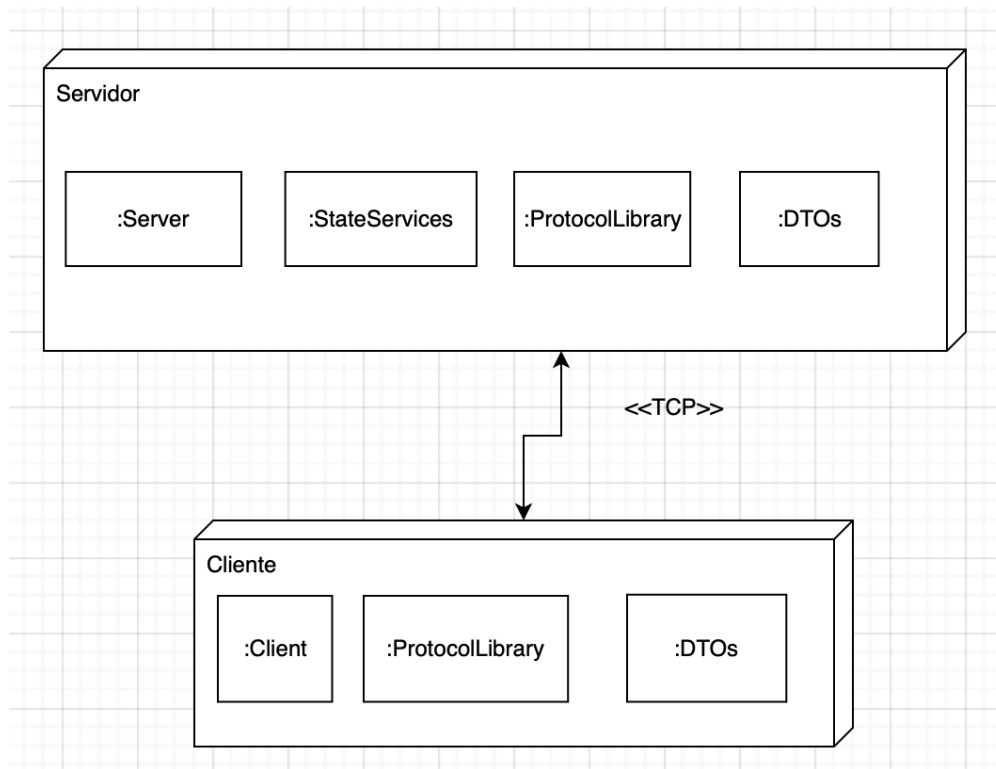 Servidor
:Server
:StateServices
:ProtocolLibrary
:DTOs
<<TCP>>
Cliente
:Client
:ProtocolLibrary
:DTOs